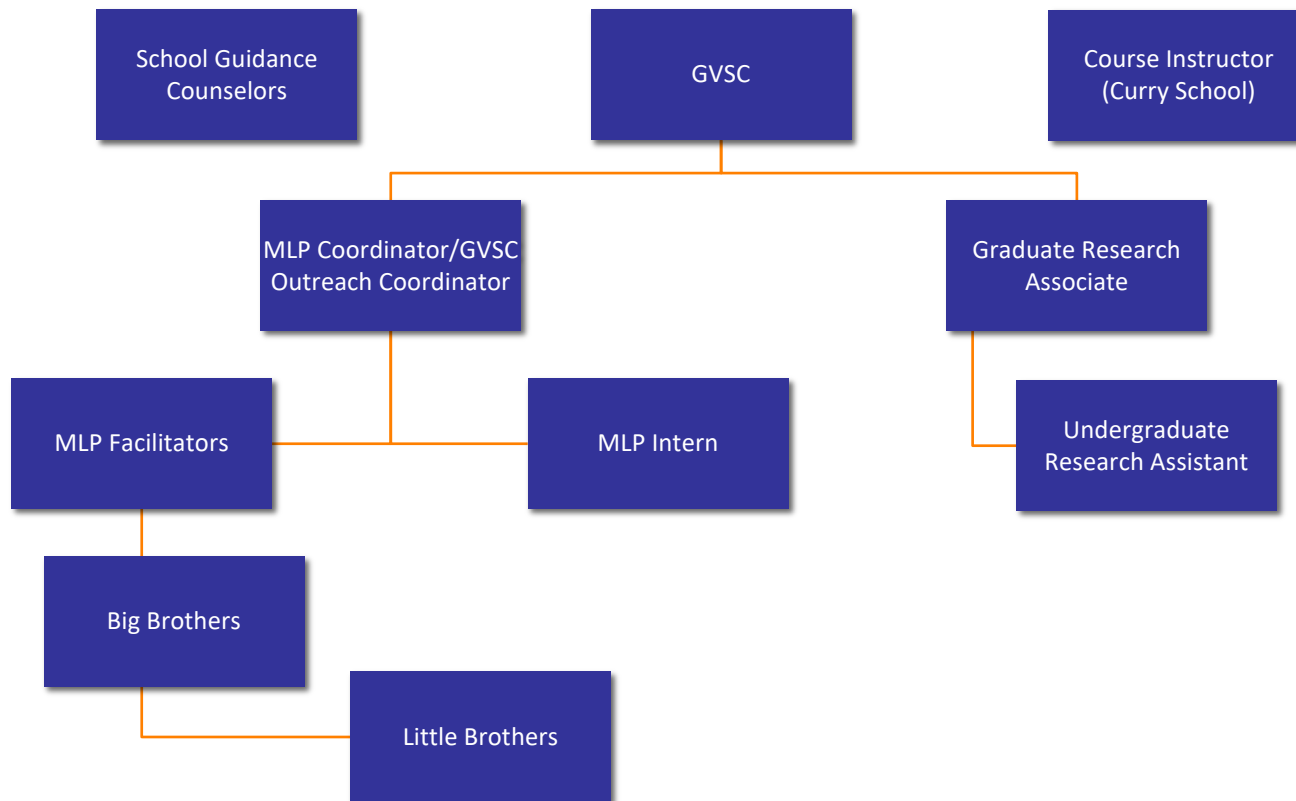 School Guidance
Counselors
GVSC
Course Instructor
(Curry School)
MLP Coordinator/GVSC
Outreach Coordinator
Graduate Research
Associate
MLP Facilitators
MLP Intern
Undergraduate
Research Assistant
Big Brothers
Little Brothers